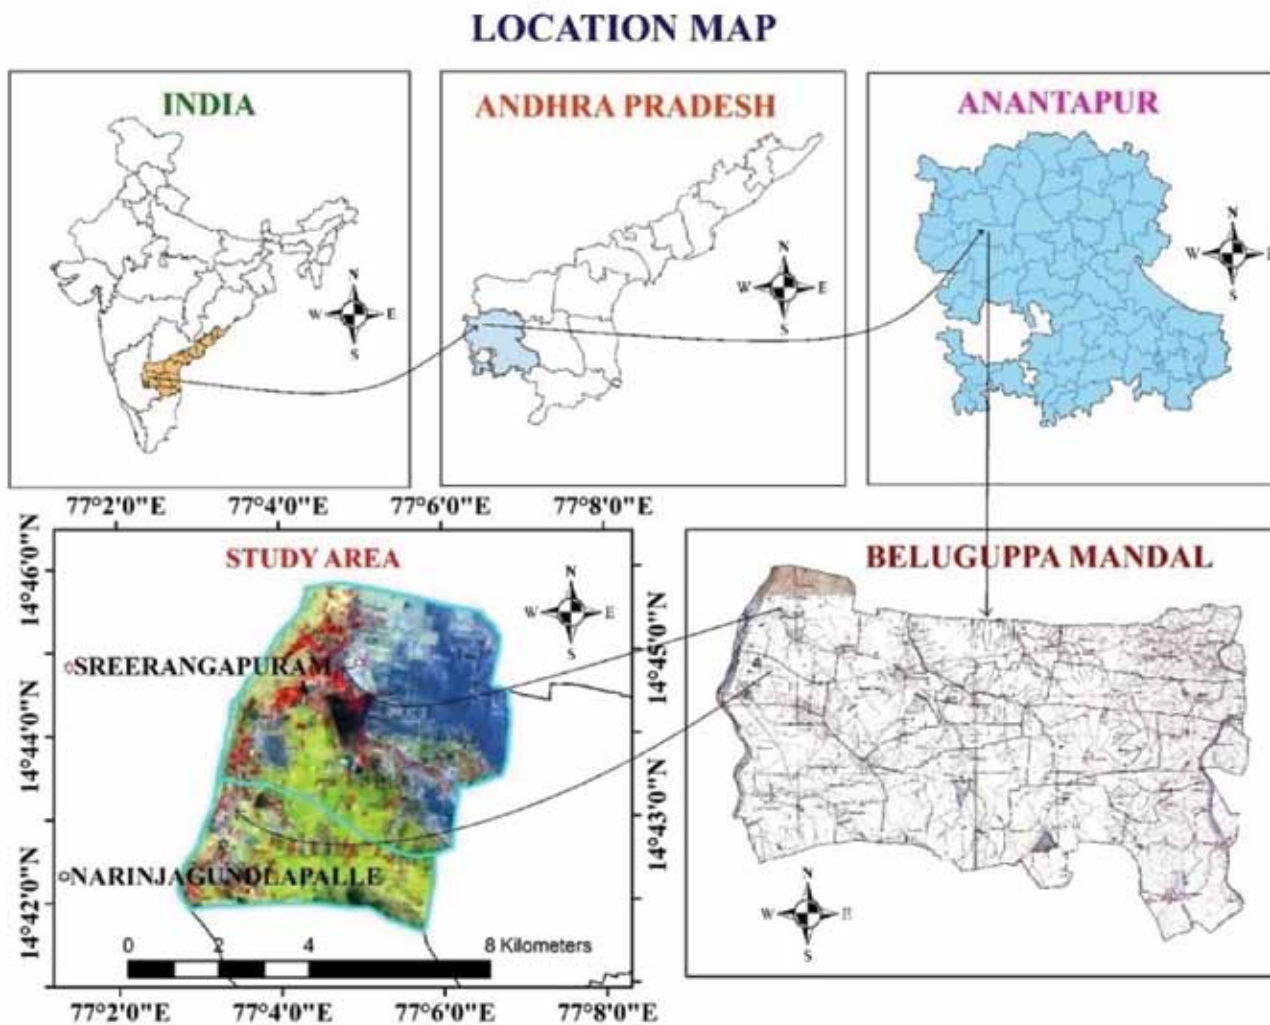 LOCATION MAP
INDIA
N
W E
S
ANDHRA PRADESH
N
W E
S
ANANTAPUR
N
W E
S
77°2'0"E 77°4'0"E 77°6'0"E 77°8'0"E
STUDY AREA
N
W E
S
14°46'0"N
14°44'0"N
14°42'0"N
14°45'0"N
14°43'0"N
SREERANGAPURAM
NARINJAGUNDLAPALLE
0 2 4 8 Kilometers
77°2'0"E 77°4'0"E 77°6'0"E 77°8'0"E
BELUGUPPA MANDAL
N
W E
S